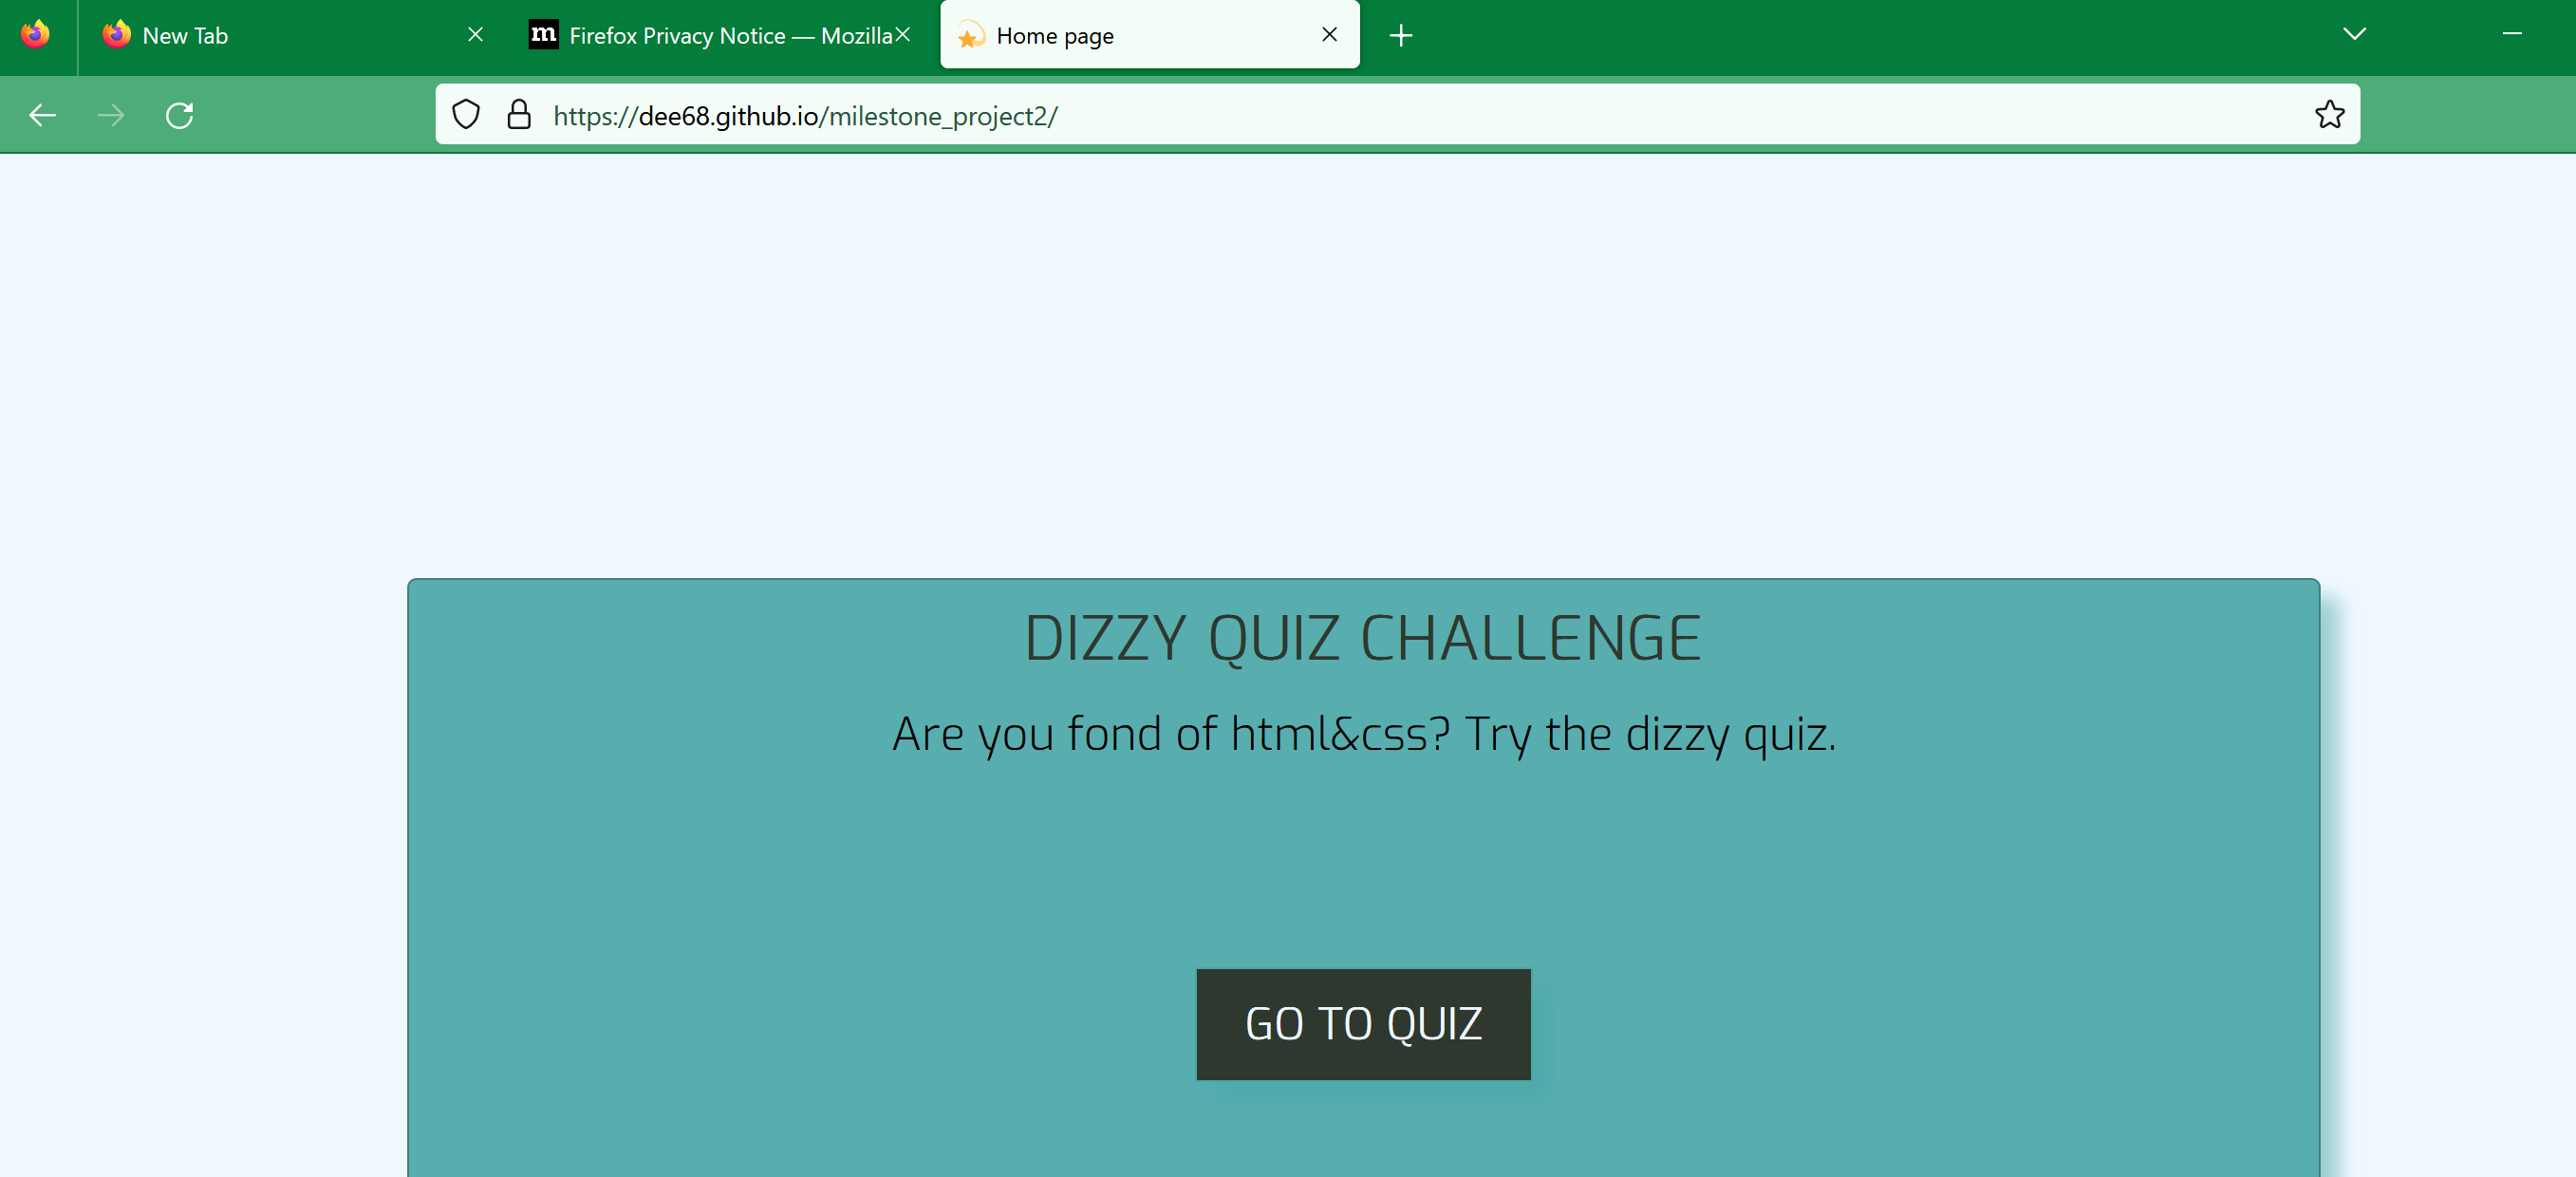 New Tab
m Firefox Privacy Notice — Mozilla
Home page
https://dee68.github.io/milestone_project2/
DIZZY QUIZ CHALLENGE
Are you fond of html&css? Try the dizzy quiz.
GO TO QUIZ